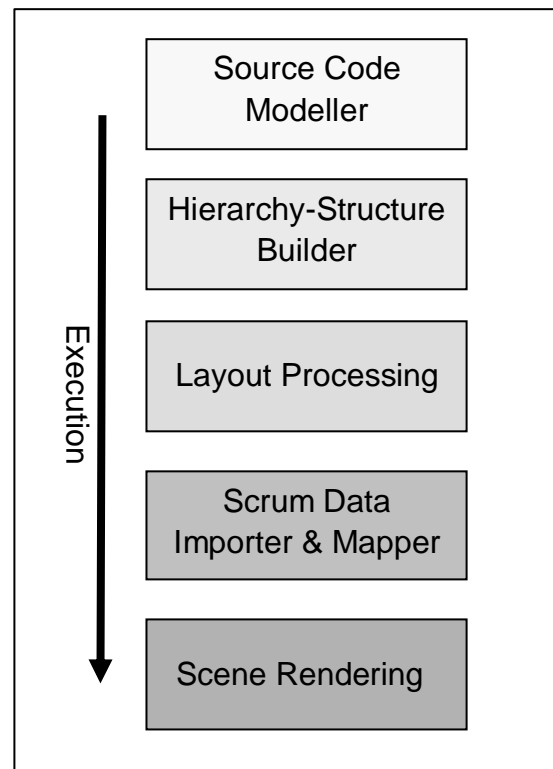 Source Code
Modeller
Hierarchy-Structure
Builder
Execution
Layout Processing
Scrum Data
Importer & Mapper
Scene Rendering